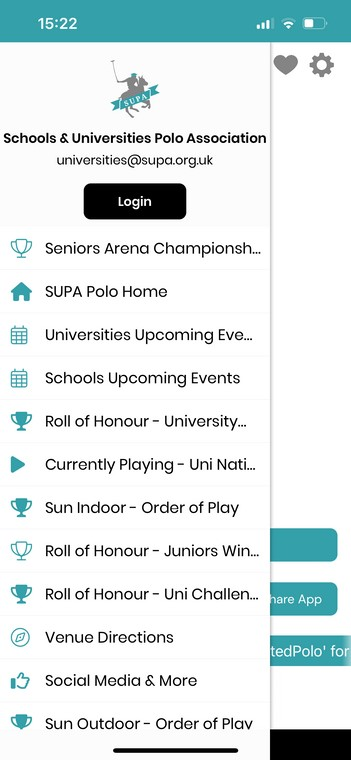 15:22
SUPA
Schools & Universities Polo Association
universities@supa.org.uk
Login
Seniors Arena Championsh...
SUPA Polo Home
Universities Upcoming Eve...
Schools Upcoming Events
Roll of Honour - University...
Currently Playing - Uni Nati...
Sun Indoor - Order of Play
Roll of Honour - Juniors Win...
Roll of Honour - Uni Challen...
hare App
Venue Directions
tedPolo' for
Social Media & More
Sun Outdoor - Order of Play